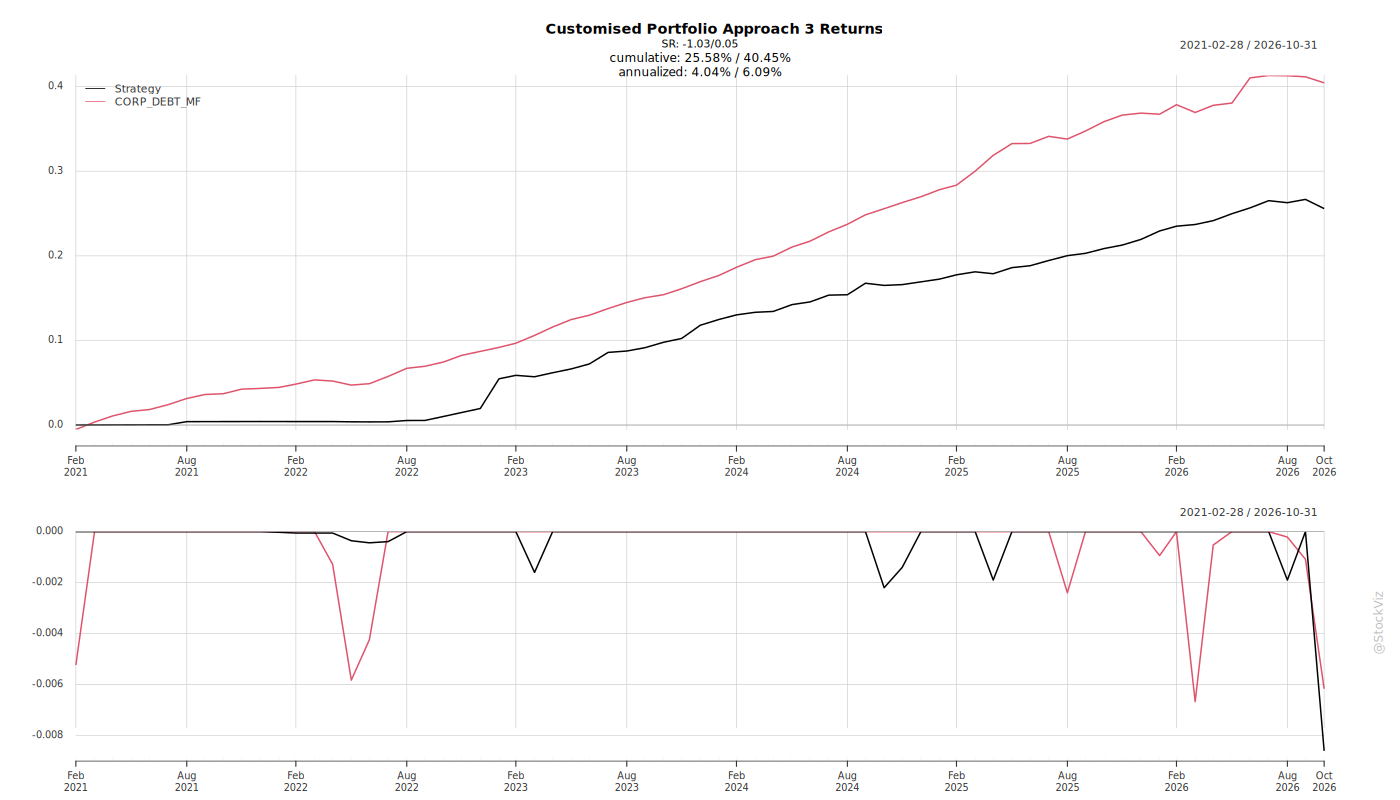 Customised Portfolio Approach 3 Returns
SR: -1.03/0.05
cumulative: 25.58% / 40.45%
annualized: 4.04% / 6.09%
2021-02-28 / 2026-10-31
Strategy
CORP_DEBT_MF
0.4
0.3
0.2
0.1
0.0
Feb Aug Feb Aug Feb Aug Feb Aug Feb Aug Feb Aug Oct
2021 2021 2022 2022 2023 2023 2024 2024 2025 2025 2026 2026 2026
2021-02-28 / 2026-10-31
0.000
-0.002
-0.004
-0.006
-0.008
Feb Aug Feb Aug Feb Aug Feb Aug Feb Aug Feb Aug Oct
2021 2021 2022 2022 2023 2023 2024 2024 2025 2025 2026 2026 2026
@StockViz